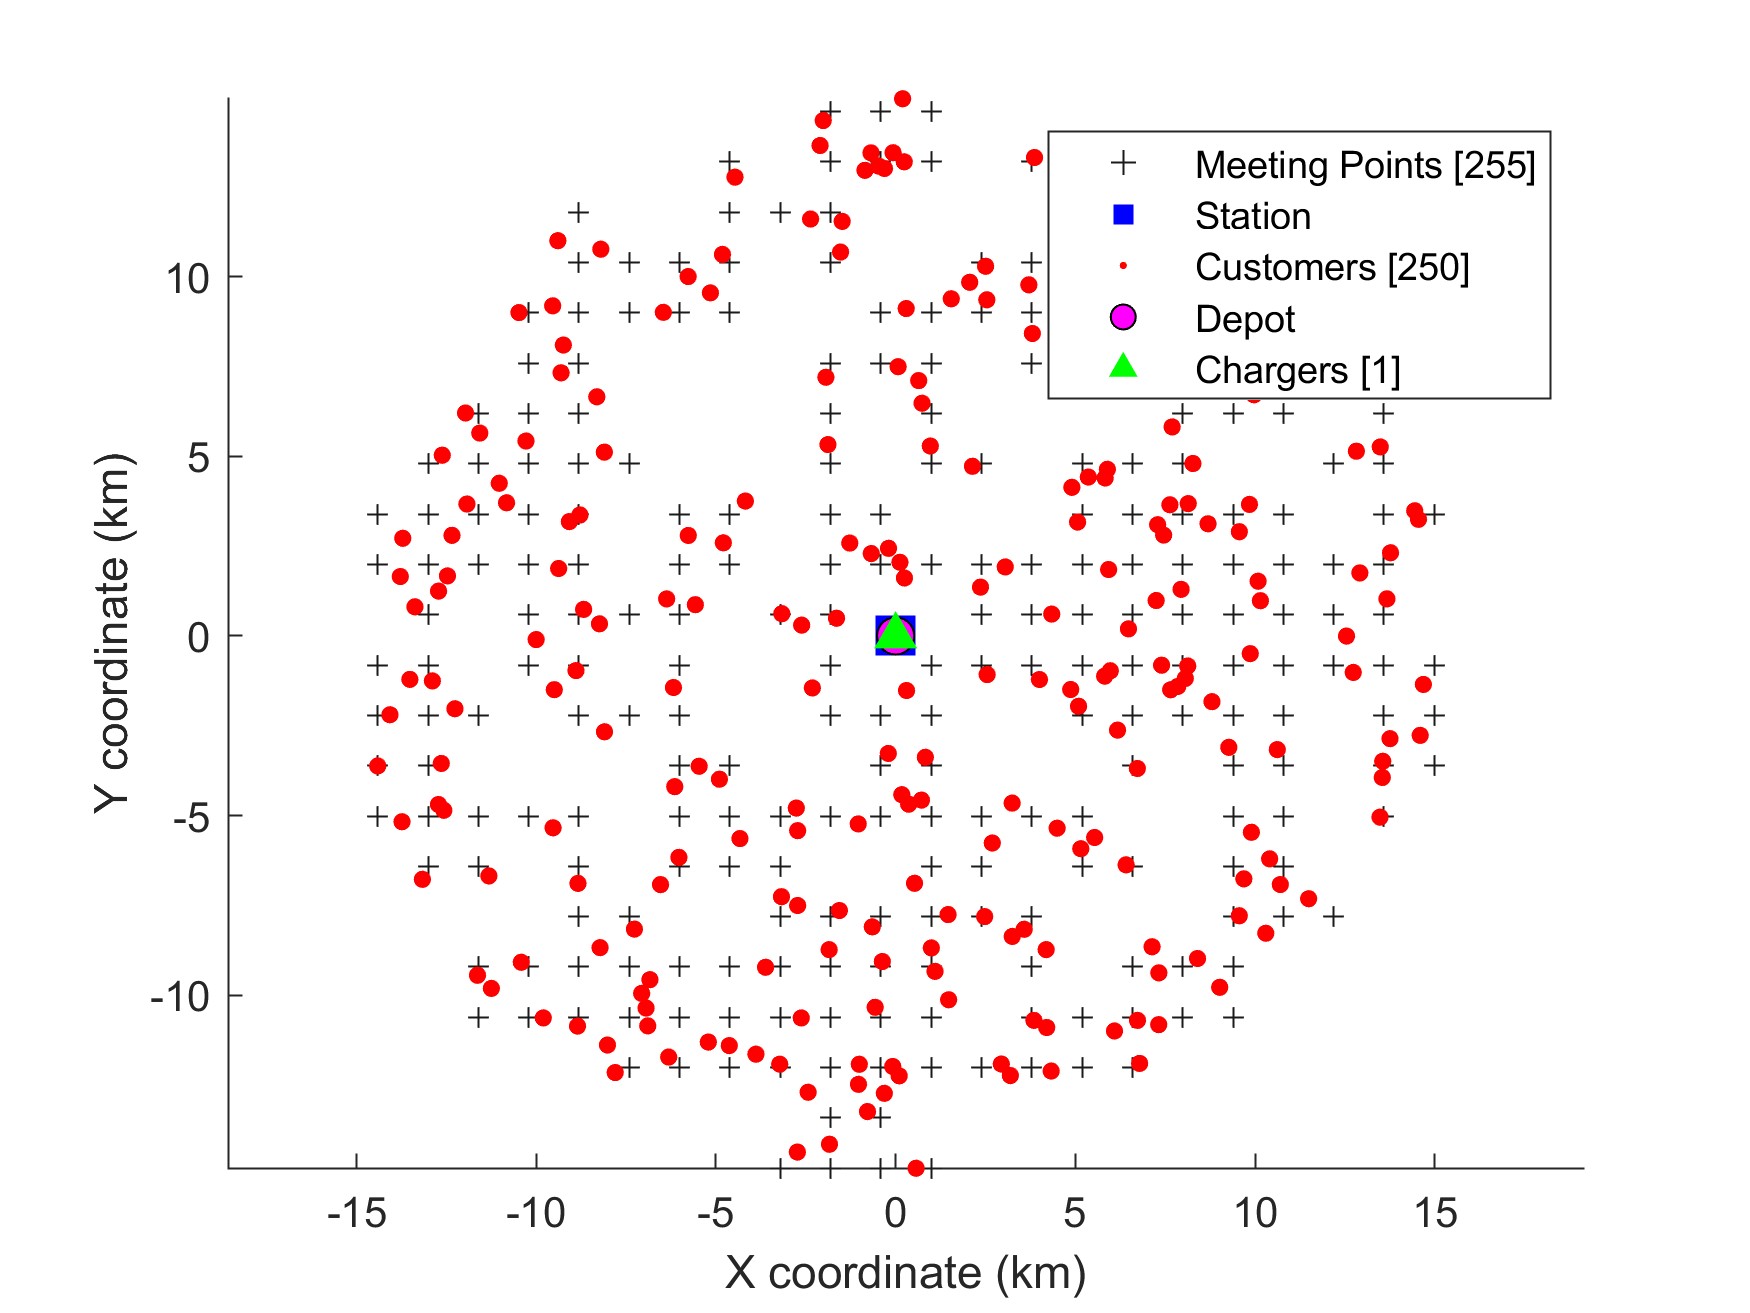 Meeting Points [255]
Station
Customers [250]
Depot
Chargers [1]
10
5
0
-5
-10
Y coordinate (km)
-15
-10
-5
0
5
10
15
X coordinate (km)